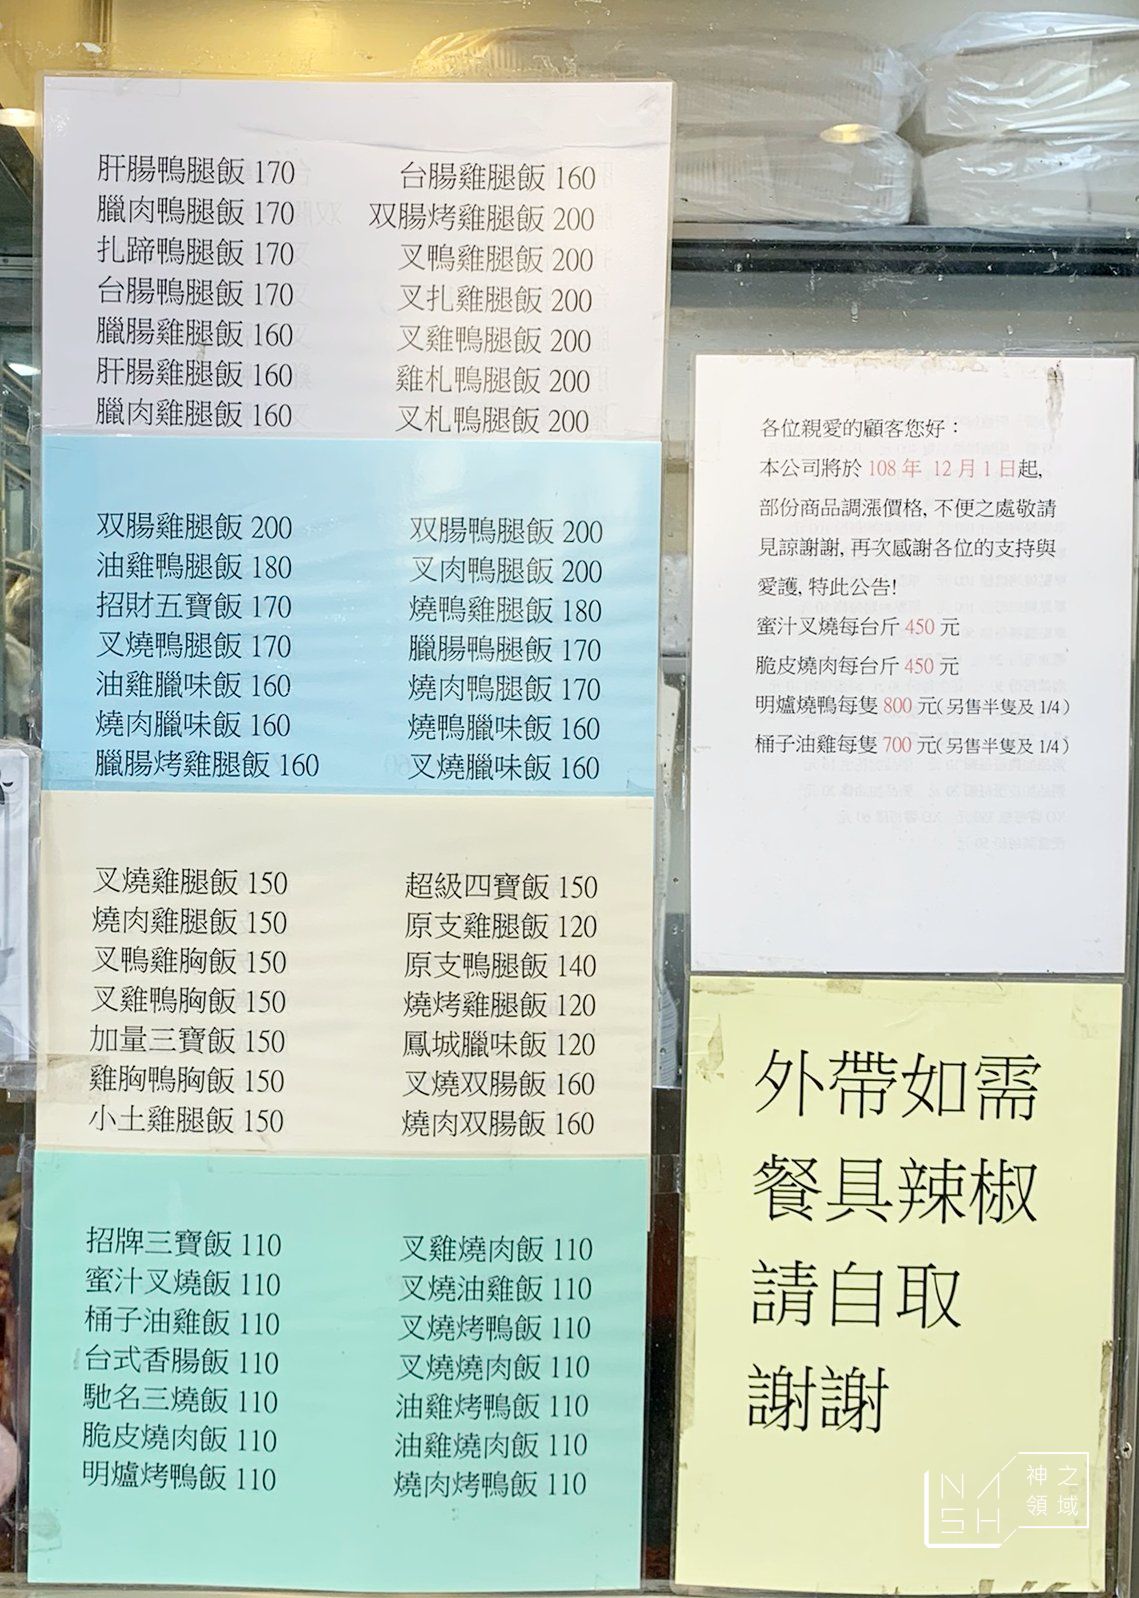 肝腸鴨腿飯 170
臘肉鴨腿飯 170
扎蹄鴨腿飯 170
台腸鴨腿飯 170
臘腸雞腿飯 160
肝腸雞腿飯 160
臘肉雞腿飯 160
台腸雞腿飯 160
双腸烤雞腿飯 200
叉鴨雞腿飯 200
叉扎雞腿飯 200
叉雞鴨腿飯 200
雞札鴨腿飯 200
叉札鴨腿飯 200
双腸雞腿飯 200
油雞鴨腿飯 180
招財五寶飯 170
叉燒鴨腿飯 170
油雞臘味飯 160
燒肉臘味飯 160
臘腸烤雞腿飯 160
双腸鴨腿飯 200
叉肉鴨腿飯 200
燒鴨雞腿飯 180
臘腸鴨腿飯 170
燒肉鴨腿飯 170
燒鴨臘味飯 160
叉燒臘味飯 160
叉燒雞腿飯 150
燒肉雞腿飯 150
叉鴨雞胸飯 150
叉雞鴨胸飯 150
加量三寶飯 150
雞胸鴨胸飯 150
小土雞腿飯 150
超級四寶飯 150
原支雞腿飯 120
原支鴨腿飯 140
燒烤雞腿飯 120
鳳城臘味飯 120
叉燒双腸飯 160
燒肉双腸飯 160
招牌三寶飯 110
蜜汁叉燒飯 110
桶子油雞飯 110
台式香腸飯 110
馳名三燒飯 110
脆皮燒肉飯 110
明爐烤鴨飯 110
叉雞燒肉飯 110
叉燒油雞飯 110
叉燒烤鴨飯 110
叉燒燒肉飯 110
油雞烤鴨飯 110
油雞燒肉飯 110
燒肉烤鴨飯 110
各位親愛的顧客您好：
本公司將於 108 年 12 月 1 日起,
部份商品調漲價格, 不便之處敬請
見諒謝謝, 再次感謝各位的支持與
愛護, 特此公告!
蜜汁叉燒每台斤 450 元
脆皮燒肉每台斤 450 元
明爐燒鴨每隻 800 元( 另售半隻及 1/4 )
桶子油雞每隻 700 元( 另售半隻及 1/4 )
外帶如需
餐具辣椒
請自取
謝謝
NASH 神之領域